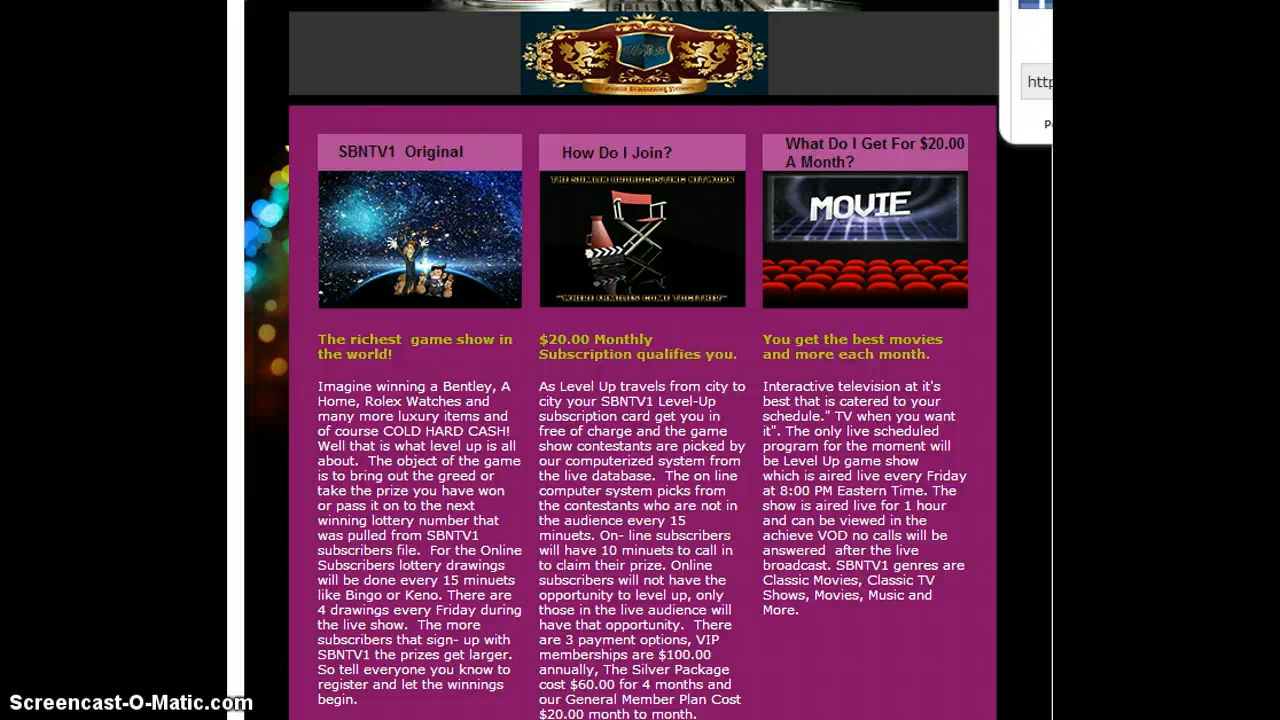 http
SBNTV1 Original
The richest game show in
the world!
Imagine winning a Bentley, A
Home, Rolex Watches and
many more luxury items and
of course COLD HARD CASH!
Well that is what level up is all
about. The object of the game
is to bring out the greed or
take the prize you have won
or pass it on to the next
winning lottery number that
was pulled from SBNTV1
subscribers file. For the Online
Subscribers lottery drawings
will be done every 15 minuets
like Bingo or Keno. There are
4 drawings every Friday during
the live show. The more
subscribers that sign- up with
SBNTV1 the prizes get larger.
So tell everyone you know to
register and let the winnings
begin.
How Do I Join?
THE SUMLIN BROADCASTING NETWORK
"WHERE FAMILIES COME TOGETHER"
$20.00 Monthly
Subscription qualifies you.
As Level Up travels from city to
city your SBNTV1 Level-Up
subscription card get you in
free of charge and the game
show contestants are picked by
our computerized system from
the live database. The on line
computer system picks from
the contestants who are not in
the audience every 15
minuets. On- line subscribers
will have 10 minuets to call in
to claim their prize. Online
subscribers will not have the
opportunity to level up, only
those in the live audience will
have that opportunity. There
are 3 payment options, VIP
memberships are $100.00
annually, The Silver Package
cost $60.00 for 4 months and
our General Member Plan Cost
$20.00 month to month.
What Do I Get For $20.00
A Month?
MOVIE
You get the best movies
and more each month.
Interactive television at it's
best that is catered to your
schedule." TV when you want
it". The only live scheduled
program for the moment will
be Level Up game show
which is aired live every Friday
at 8:00 PM Eastern Time. The
show is aired live for 1 hour
and can be viewed in the
achieve VOD no calls will be
answered after the live
broadcast. SBNTV1 genres are
Classic Movies, Classic TV
Shows, Movies, Music and
More.
Screencast-O-Matic.com